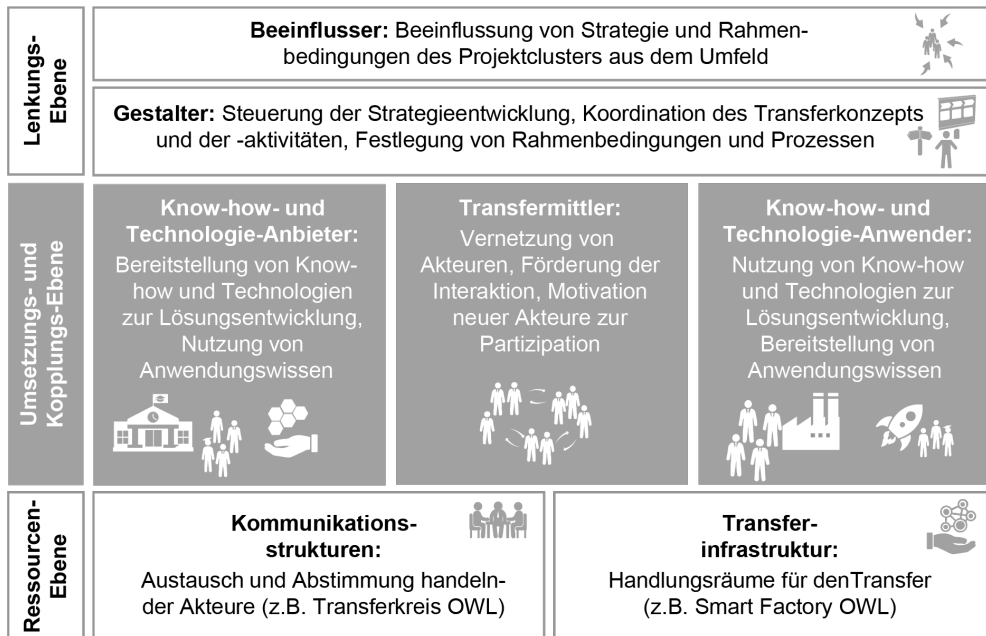 Lenkungs-
Ebene
Beeinflusser: Beeinflussung von Strategie und Rahmen-
bedingungen des Projektclusters aus dem Umfeld
Gestalter: Steuerung der Strategieentwicklung, Koordination des Transferkonzepts
und der -aktivitäten, Festlegung von Rahmenbedingungen und Prozessen
Umsetzungs- und
Kopplungs-Ebene
Know-how- und
Technologie-Anbieter:
Bereitstellung von Know-
how und Technologien
zur Lösungsentwicklung,
Nutzung von
Anwendungswissen
Transfermittler:
Vernetzung von
Akteuren, Förderung der
Interaktion, Motivation
neuer Akteure zur
Partizipation
Know-how- und
Technologie-Anwender:
Nutzung von Know-how
und Technologien zur
Lösungsentwicklung,
Bereitstellung von
Anwendungswissen
Ressourcen-
Ebene
Kommunikations-
strukturen:
Austausch und Abstimmung handeln-
der Akteure (z.B. Transferkreis OWL)
Transfer-
infrastruktur:
Handlungsräume für denTransfer
(z.B. Smart Factory OWL)